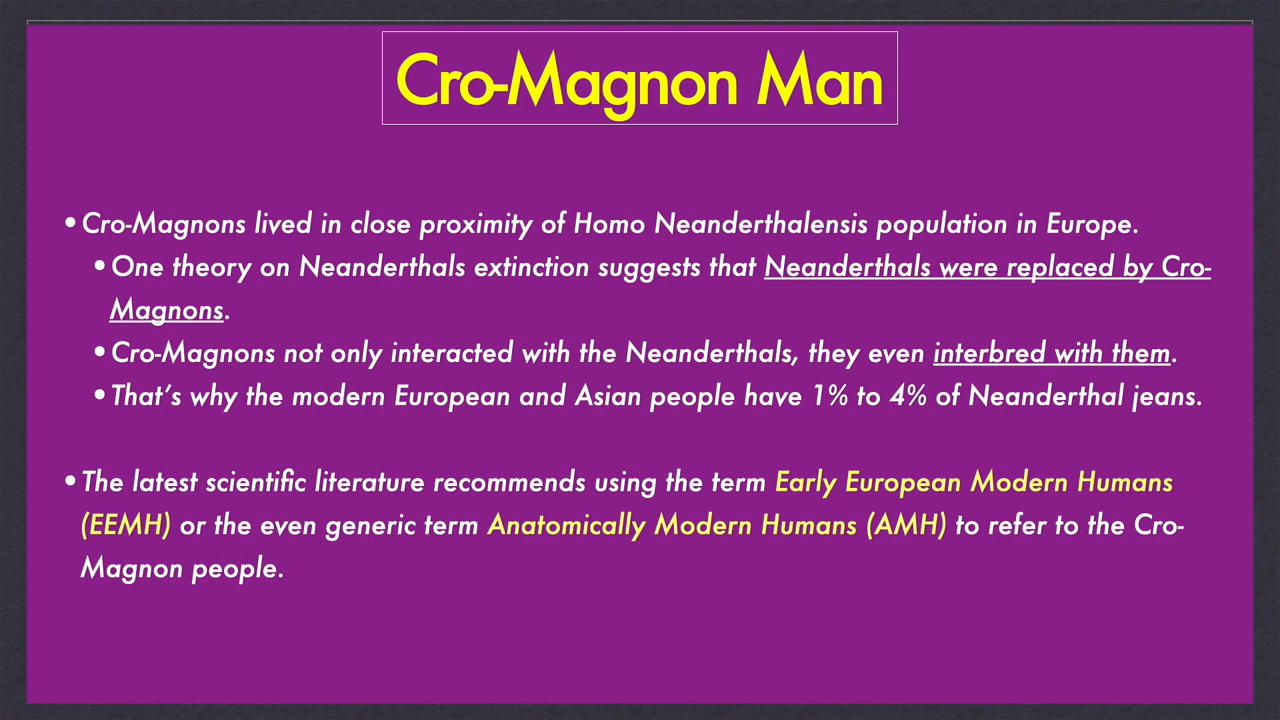 Cro-Magnon Man
•Cro-Magnons lived in close proximity of Homo Neanderthalensis population in Europe.
•One theory on Neanderthals extinction suggests that Neanderthals were replaced by Cro-
Magnons.
•Cro-Magnons not only interacted with the Neanderthals, they even interbred with them.
•That's why the modern European and Asian people have 1% to 4% of Neanderthal jeans.
•The latest scientific literature recommends using the term Early European Modern Humans
(EEMH) or the even generic term Anatomically Modern Humans (AMH) to refer to the Cro-
Magnon people.